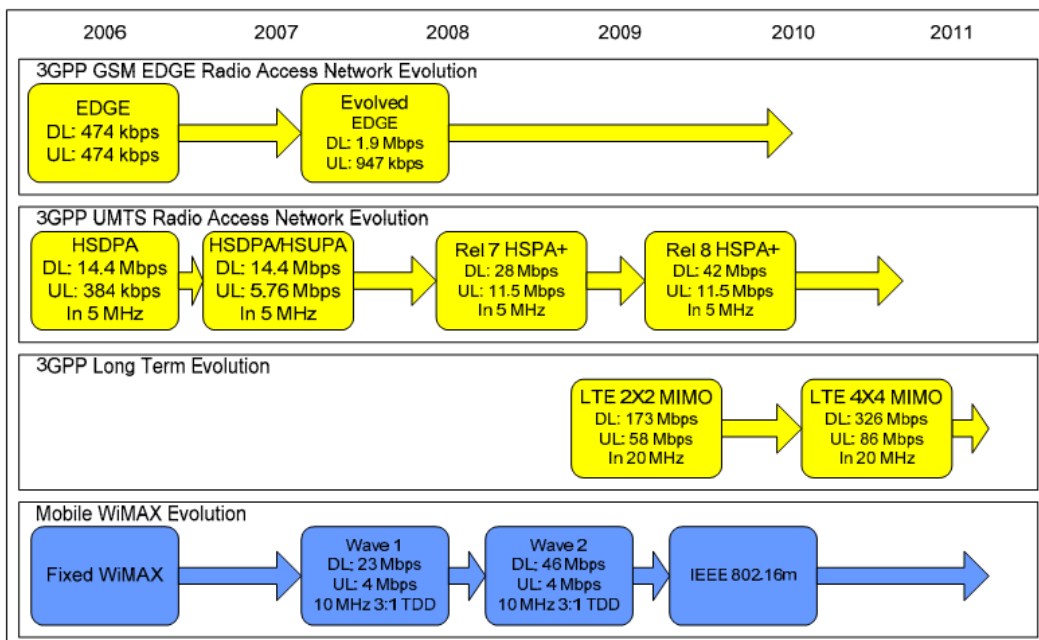 2006 2007 2008 2009 2010 2011
3GPP GSM EDGE Radio Access Network Evolution
EDGE
DL: 474 kbps
UL: 474 kbps
Evolved
EDGE
DL: 1.9 Mbps
UL: 947 kbps
3GPP UMTS Radio Access Network Evolution
HSDPA
DL: 14.4 Mbps
UL: 384 kbps
In 5 MHz
HSDPA/HSUPA
DL: 14.4 Mbps
UL: 5.76 Mbps
In 5 MHz
Rel 7 HSPA+
DL: 28 Mbps
UL: 11.5 Mbps
In 5 MHz
Rel 8 HSPA+
DL: 42 Mbps
UL: 11.5 Mbps
In 5 MHz
3GPP Long Term Evolution
LTE 2X2 MIMO
DL: 173 Mbps
UL: 58 Mbps
In 20 MHz
LTE 4X4 MIMO
DL: 326 Mbps
UL: 86 Mbps
In 20 MHz
Mobile WiMAX Evolution
Fixed WiMAX
Wave 1
DL: 23 Mbps
UL: 4 Mbps
10 MHz 3:1 TDD
Wave 2
DL: 46 Mbps
UL: 4 Mbps
10 MHz 3:1 TDD
IEEE 802.16m